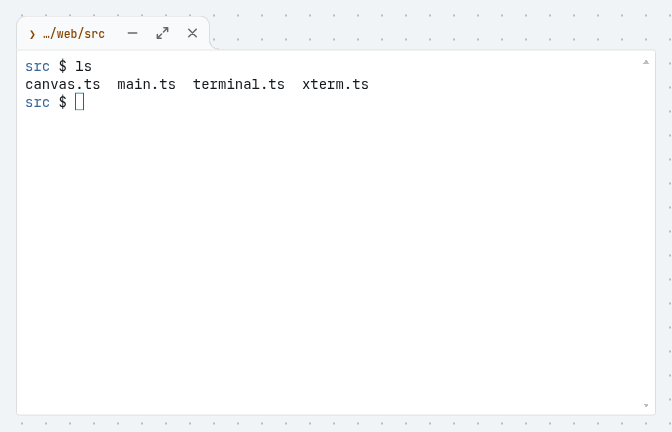 ❯ …/web/src
src $ ls
canvas.ts  main.ts  terminal.ts  xterm.ts
src $